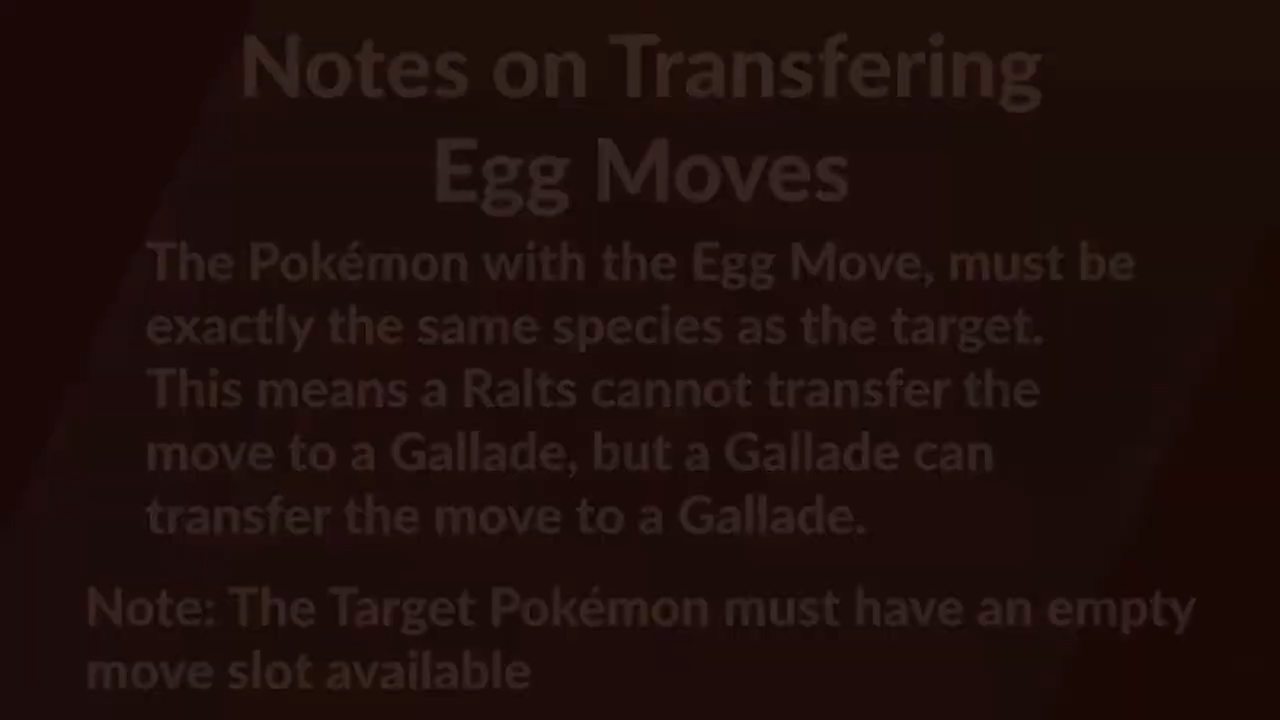 Notes on Transfering
Egg Moves
The Pokémon with the Egg Move, must be
exactly the same species as the target.
This means a Ralts cannot transfer the
move to a Gallade, but a Gallade can
transfer the move to a Gallade.
Note: The Target Pokémon must have an empty
move slot available